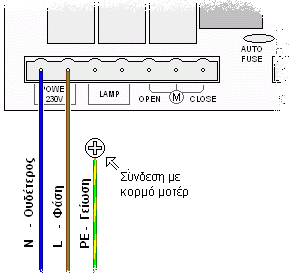 AUTO
FUSE
POWER
230V
LAMP
OPEN
M
CLOSE
N - Ουδέτερος
L - Φάση
PE - Γείωση
Σύνδεση με
κορμό μοτέρ